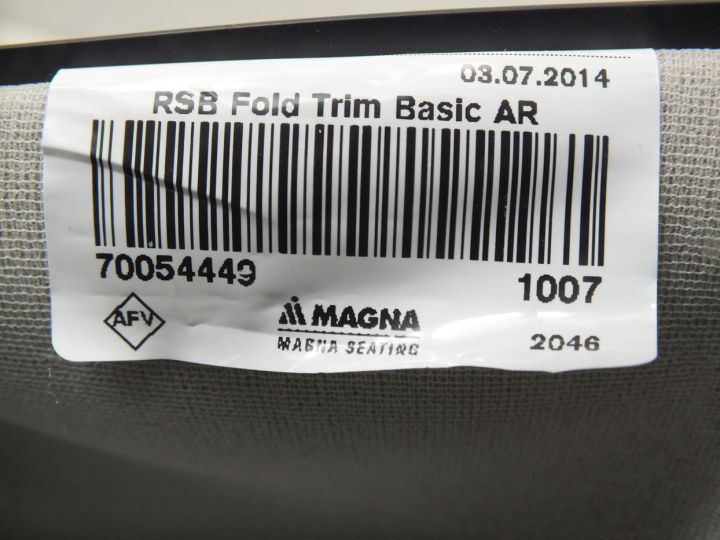 03.07.2014
RSB Fold Trim Basic AR
70054449
1007
AFV
MAGNA
MAGNA SEATING
2046